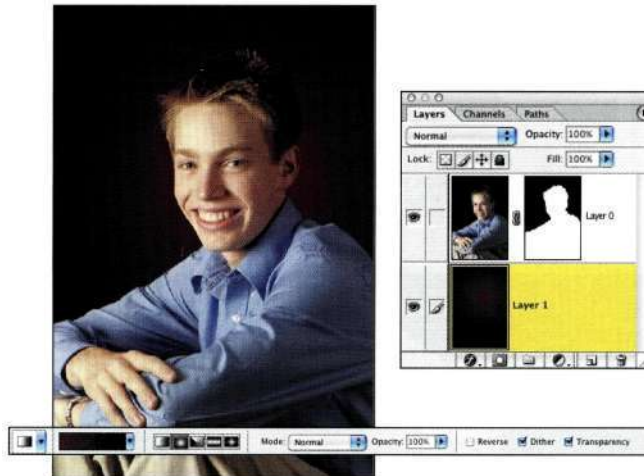 Layers Channels Paths
Normal Opacity: 100%
Lock: Fill: 100%
Layer 0
Layer 1
Mode: Normal Opacity: 100% Reverse Dither Transparency